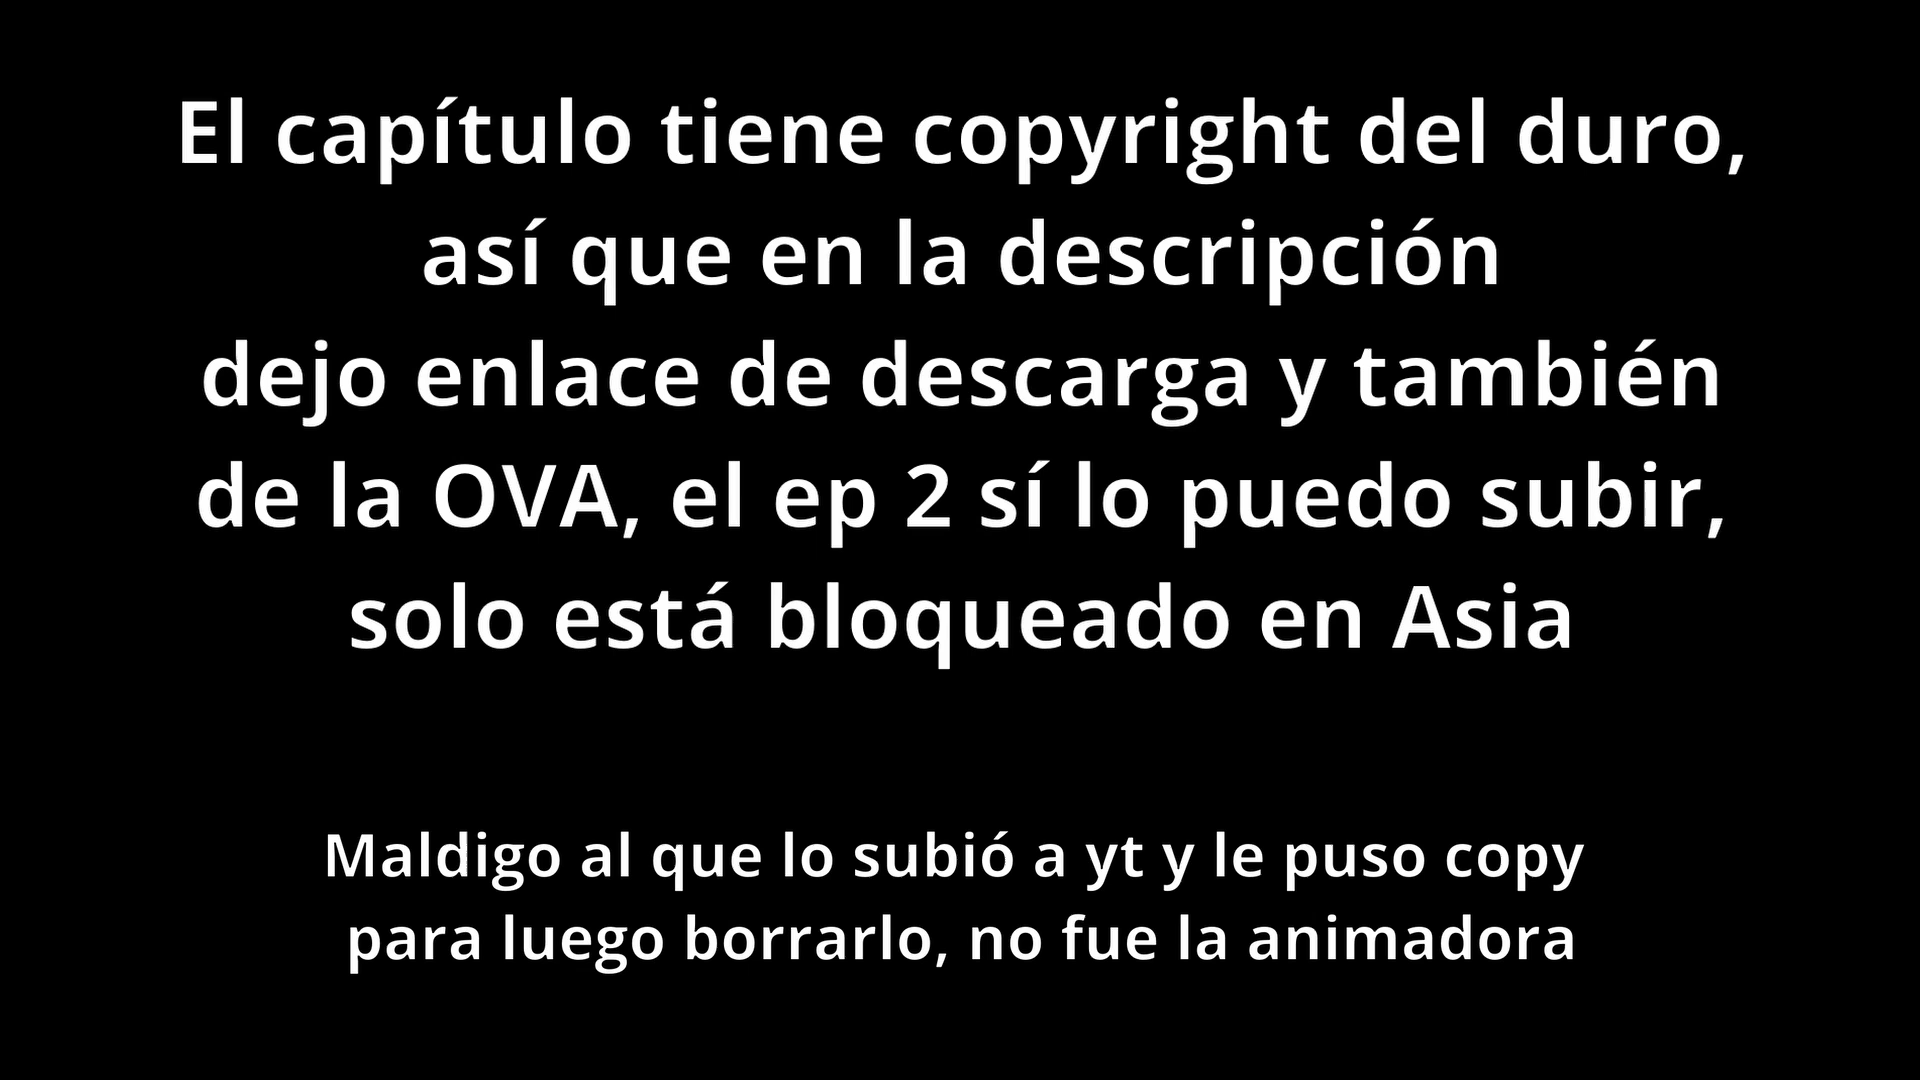 El capítulo tiene copyright del duro,
así que en la descripción
dejo enlace de descarga y también
de la OVA, el ep 2 sí lo puedo subir,
solo está bloqueado en Asia
Maldigo al que lo subió a yt y le puso copy
para luego borrarlo, no fue la animadora